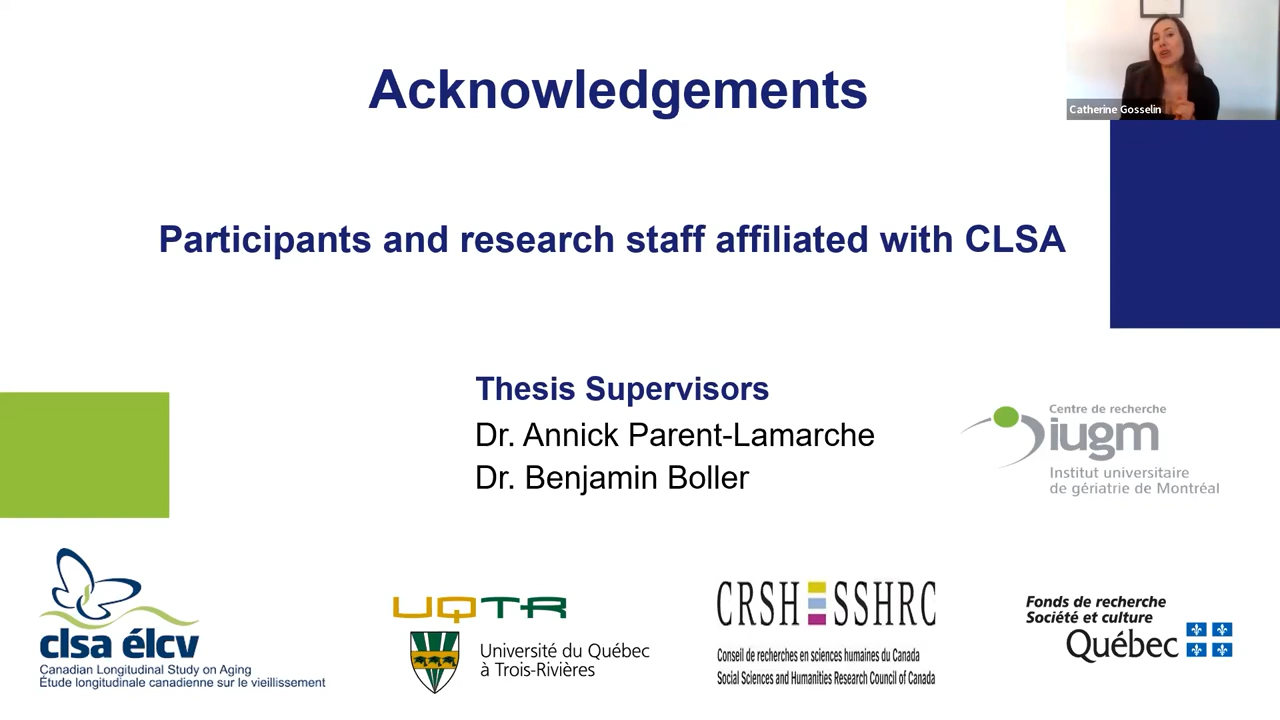 Acknowledgements
Catherine Gosselin
Participants and research staff affiliated with CLSA
Thesis Supervisors
Dr. Annick Parent-Lamarche
Dr. Benjamin Boller
Centre de recherche
iugm
Institut universitaire
de gériatrie de Montréal
clsa élcv
Canadian Longitudinal Study on Aging
Étude longitudinale canadienne sur le vieillissement
UQTR
Université du Québec
à Trois-Rivières
CRSH SSHRC
Conseil de recherches en sciences humaines du Canada
Social Sciences and Humanities Research Council of Canada
Fonds de recherche
Société et culture
Québec